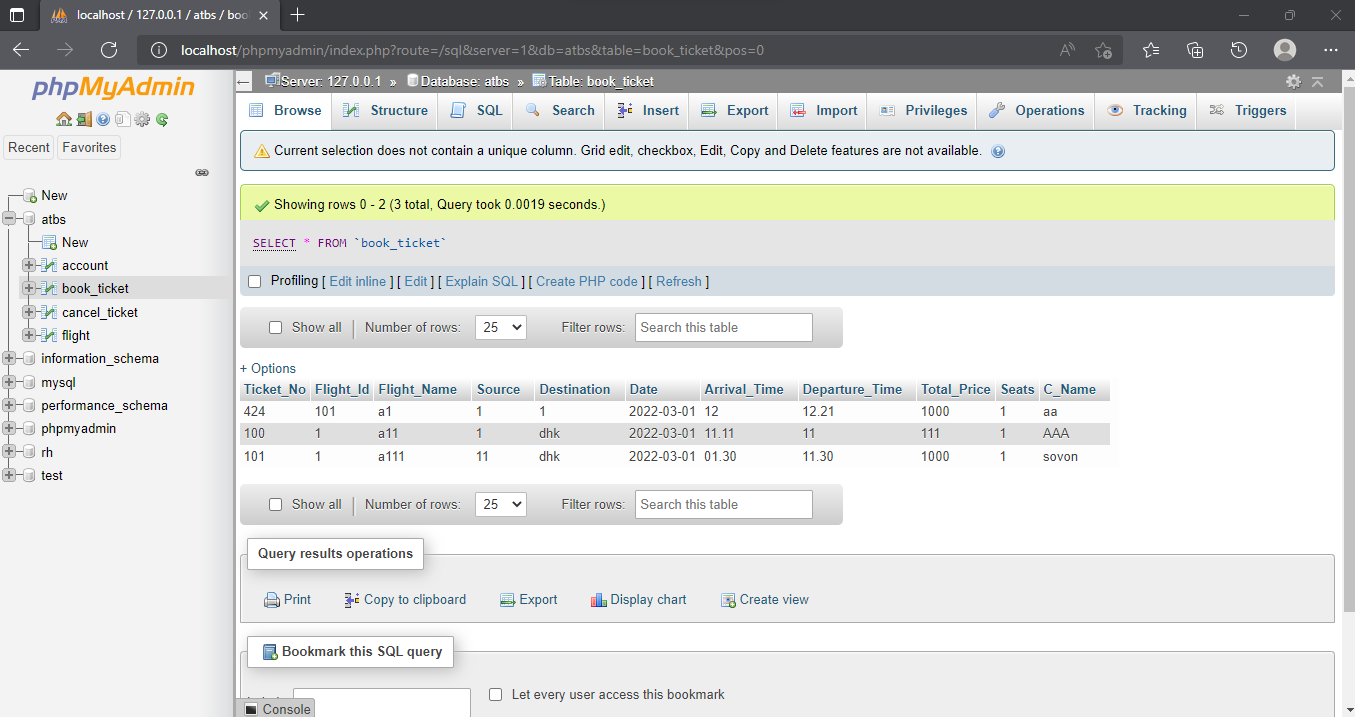 localhost / 127.0.0.1 / atbs / boo
localhost/phpmyadmin/index.php?route=/sql&server=1&db=atbs&table=book_ticket&pos=0
phpMyAdmin
Recent Favorites
New
atbs
New
account
book_ticket
cancel_ticket
flight
information_schema
mysql
performance_schema
phpmyadmin
rh
test
Server: 127.0.0.1 » Database: atbs » Table: book_ticket
Browse Structure SQL Search Insert Export Import Privileges Operations Tracking Triggers
Current selection does not contain a unique column. Grid edit, checkbox, Edit, Copy and Delete features are not available.
Showing rows 0 - 2 (3 total, Query took 0.0019 seconds.)
SELECT * FROM `book_ticket`
Profiling [ Edit inline ] [ Edit ] [ Explain SQL ] [ Create PHP code ] [ Refresh ]
Show all | Number of rows: 25 Filter rows: Search this table
+ Options
Ticket_No Flight_Id Flight_Name Source Destination Date Arrival_Time Departure_Time Total_Price Seats C_Name
424 101 a1 1 1 2022-03-01 12 12.21 1000 1 aa
100 1 a11 1 dhk 2022-03-01 11.11 11 111 1 AAA
101 1 a111 11 dhk 2022-03-01 01.30 11.30 1000 1 sovon
Show all | Number of rows: 25 Filter rows: Search this table
Query results operations
Print Copy to clipboard Export Display chart Create view
Bookmark this SQL query
Let every user access this bookmark
Console